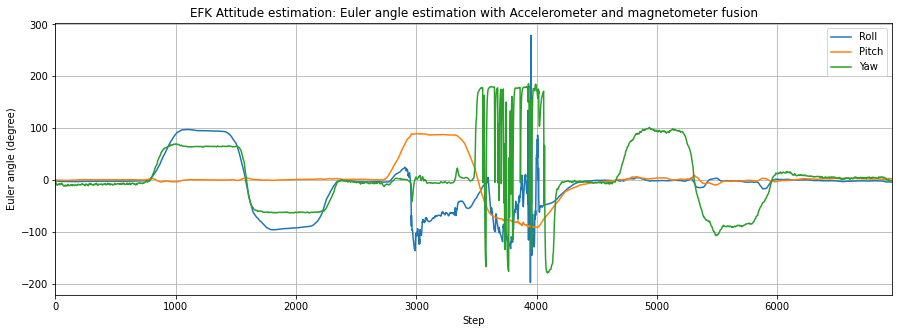 EFK Attitude estimation: Euler angle estimation with Accelerometer and magnetometer fusion
300
200
100
0
−100
−200
Euler angle (degree)
Roll
Pitch
Yaw
0 1000 2000 3000 4000 5000 6000
Step